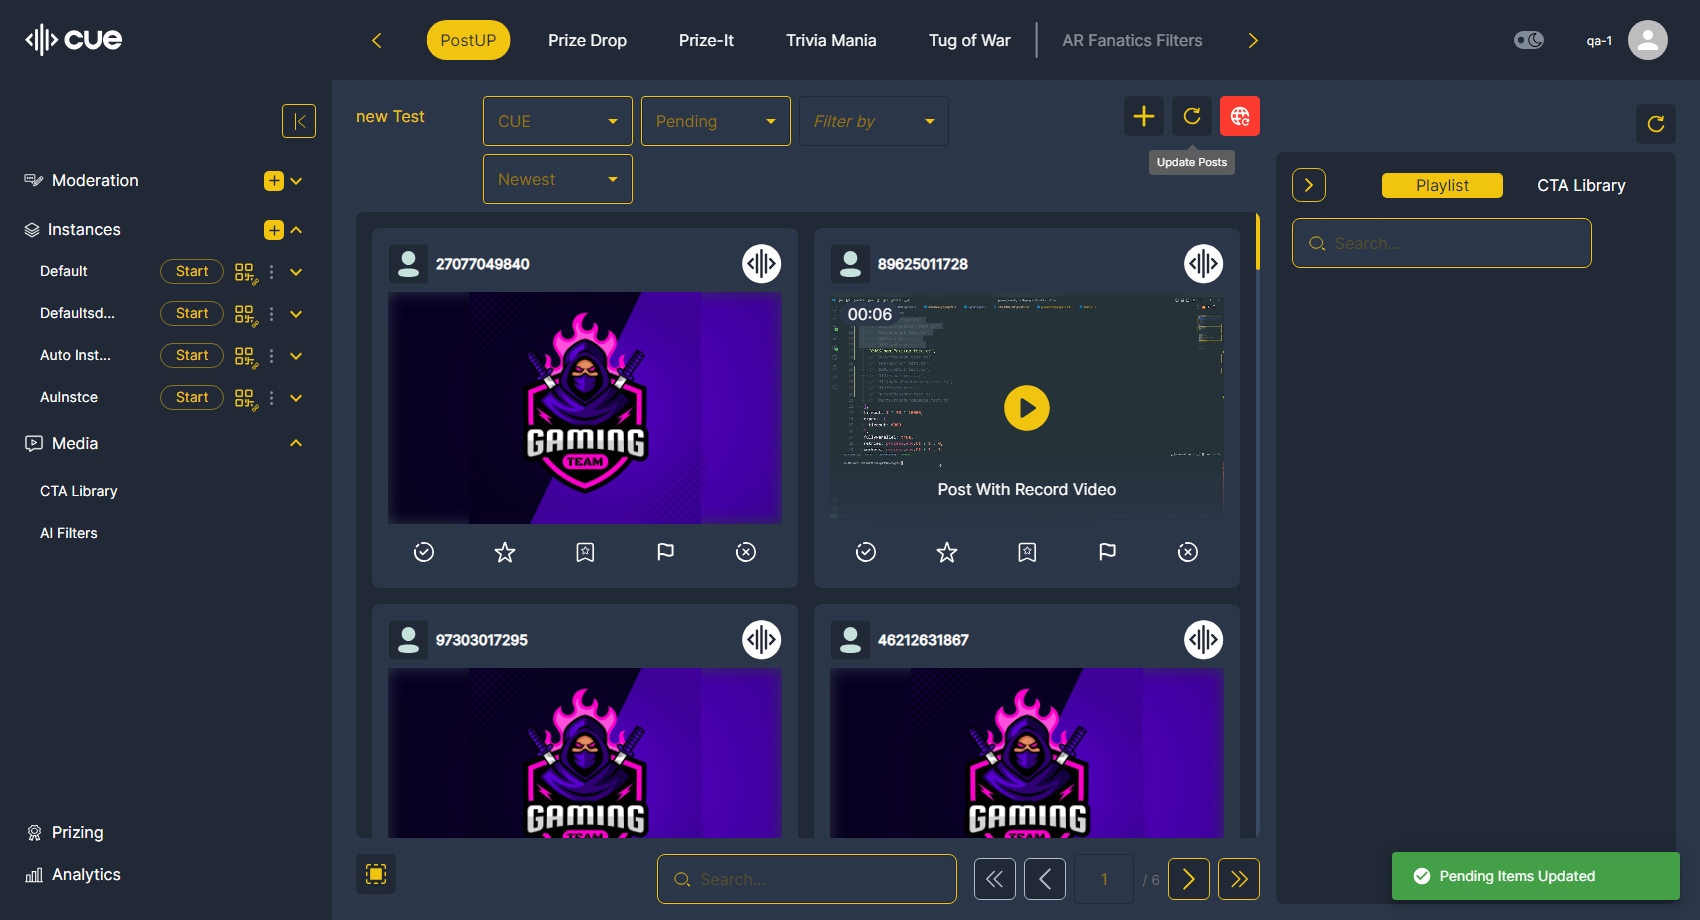 cue
PostUP
Prize Drop
Prize-It
Trivia Mania
Tug of War
AR Fanatics Filters
qa-1
Moderation
Instances
Default
Start
Defaultsd...
Start
Auto Inst...
Start
AuInstce
Start
Media
CTA Library
AI Filters
Prizing
Analytics
new Test
CUE
Pending
Filter by
Newest
Update Posts
27077049840
GAMING
TEAM
89625011728
00:06
Post With Record Video
97303017295
GAMING
TEAM
46212631867
GAMING
TEAM
Search...
1
/ 6
Playlist
CTA Library
Search...
Pending Items Updated